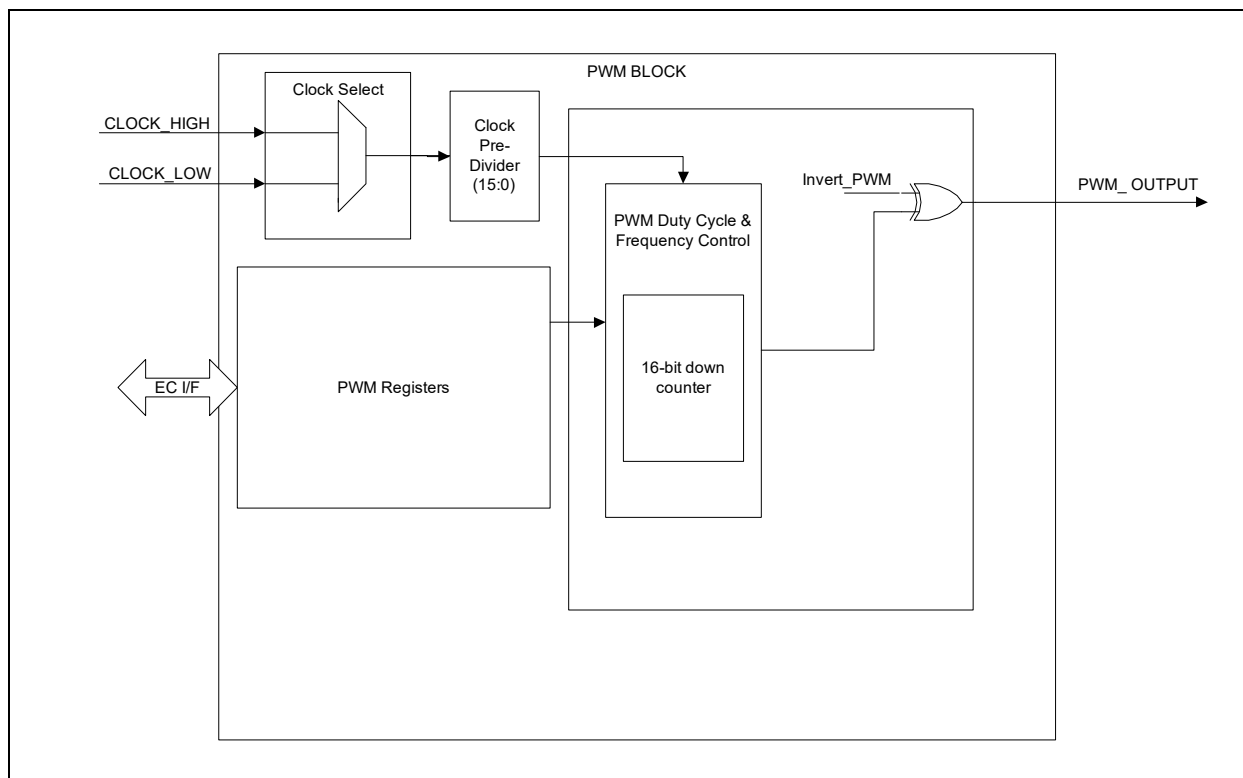 PWM BLOCK
Clock Select
CLOCK_HIGH
CLOCK_LOW
Clock
Pre-
Divider
(15:0)
Invert_PWM
PWM_ OUTPUT
PWM Duty Cycle &
Frequency Control
16-bit down
counter
EC I/F
PWM Registers